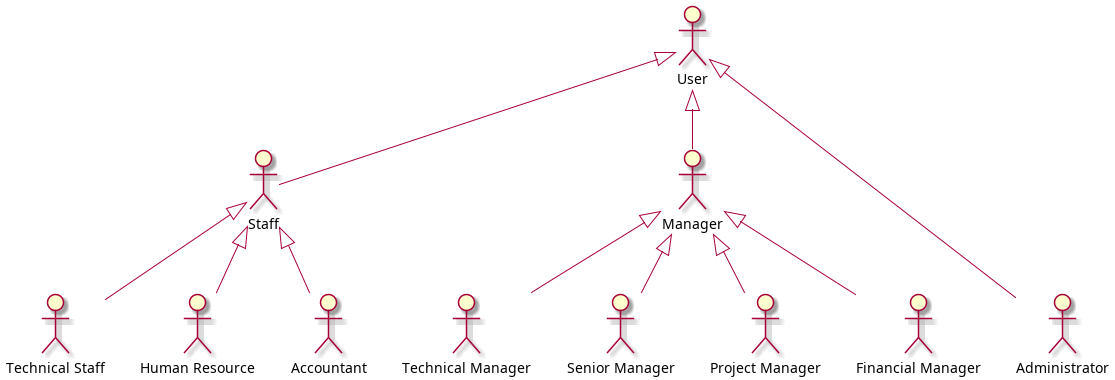 User
Staff
Manager
Technical Staff
Human Resource
Accountant
Technical Manager
Senior Manager
Project Manager
Financial Manager
Administrator